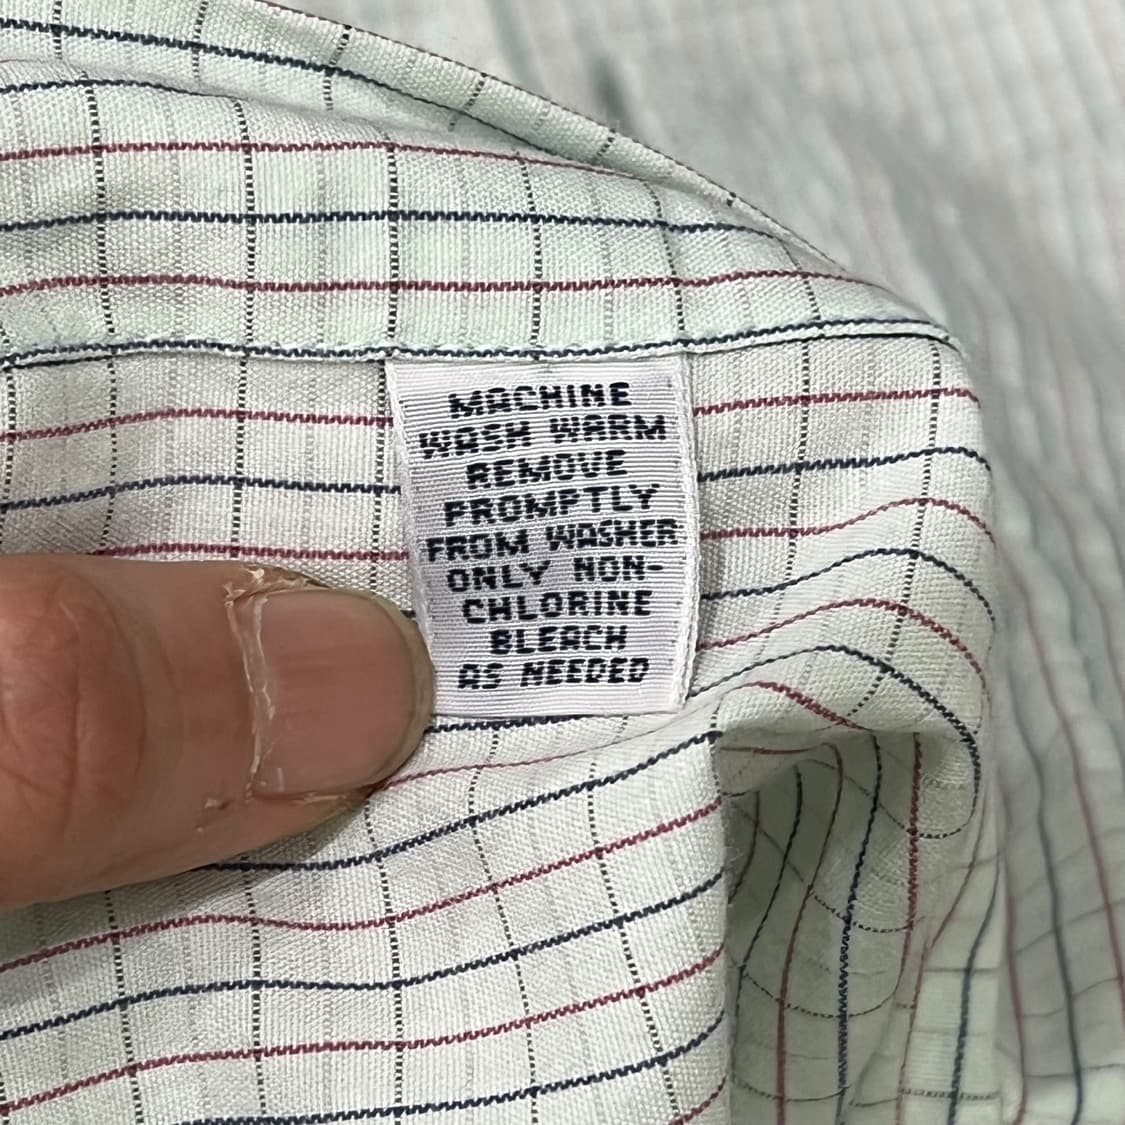 MACHINE
WASH WARM
REMOVE
PROMPTLY
FROM WASHER
ONLY NON-
CHLORINE
BLEACH
AS NEEDED